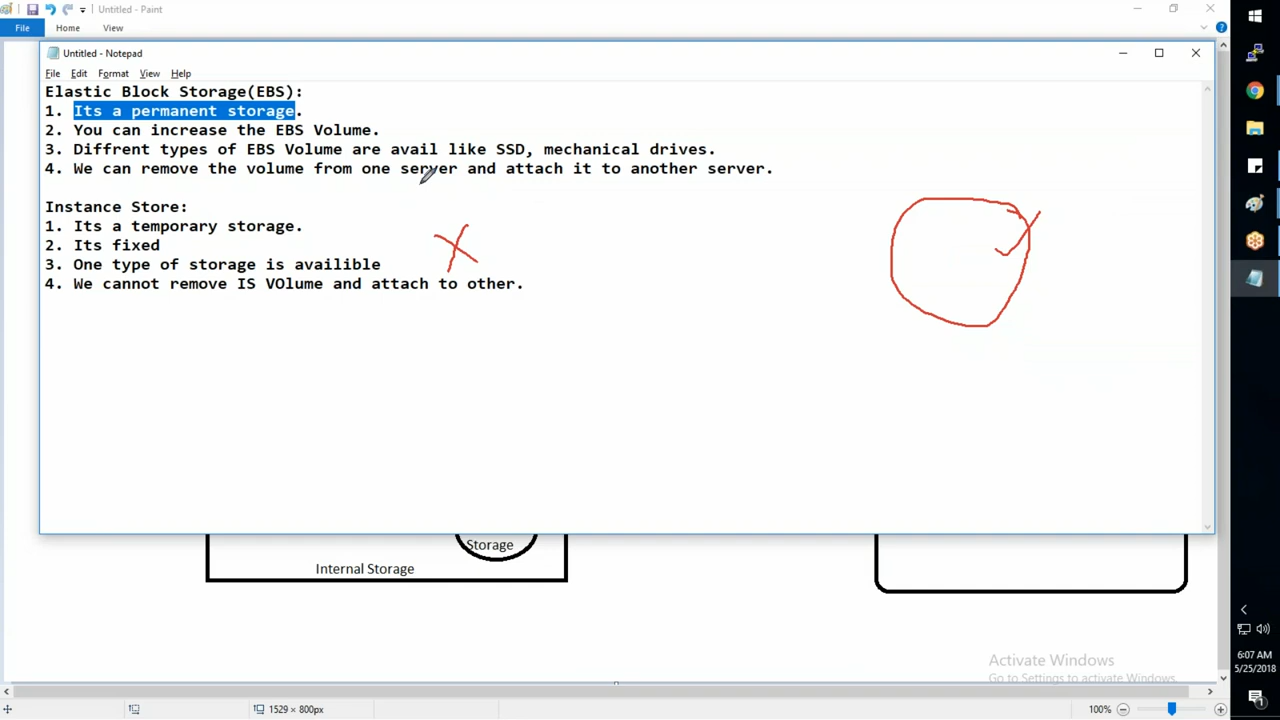 Untitled - Paint
File Home View
Untitled - Notepad
File Edit Format View Help
Elastic Block Storage(EBS):
1. Its a permanent storage.
2. You can increase the EBS Volume.
3. Diffrent types of EBS Volume are avail like SSD, mechanical drives.
4. We can remove the volume from one server and attach it to another server.
Instance Store:
1. Its a temporary storage.
2. Its fixed
3. One type of storage is availible
4. We cannot remove IS VOlume and attach to other.
Storage
Internal Storage
Activate Windows
Go to Settings to activate Windows.
1529 × 800px
100%
6:07 AM
5/25/2018
1